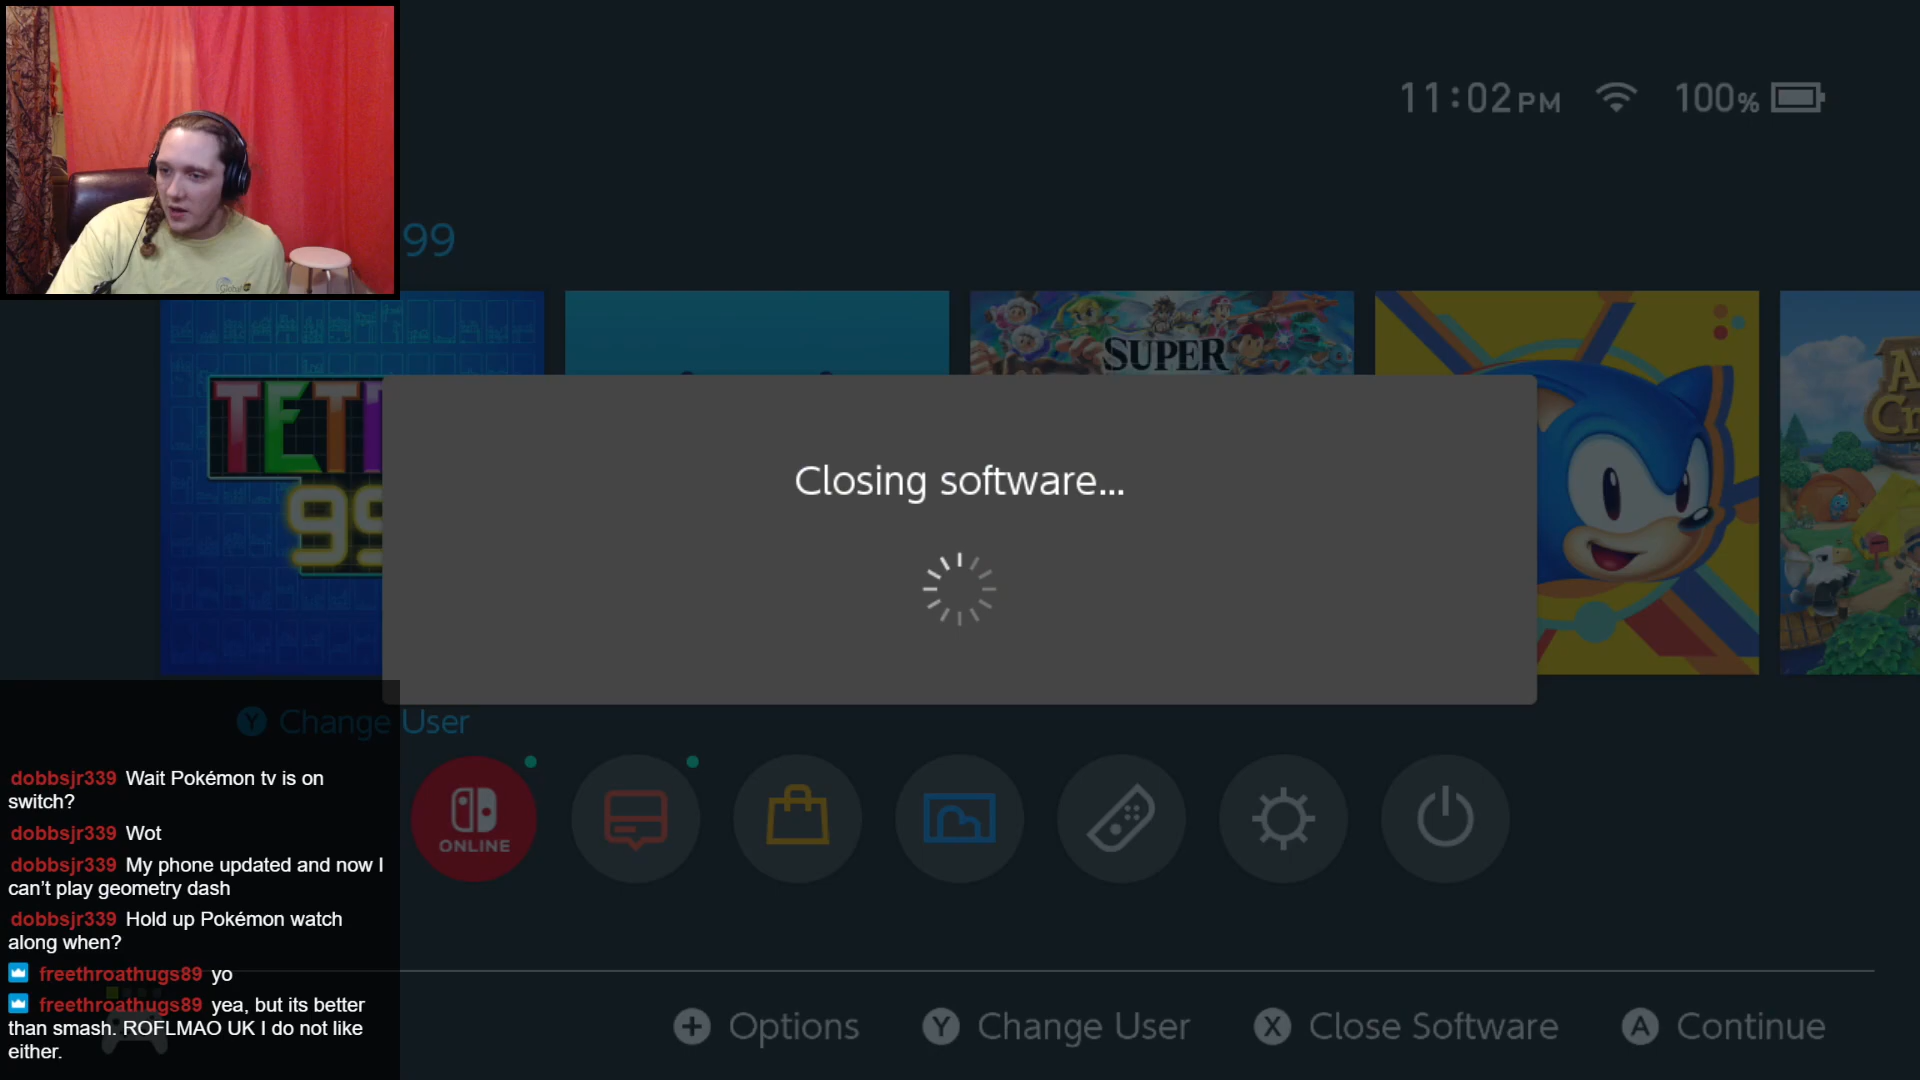 11:02 PM 100%
99
SUPER
TETR
99
Closing software...
Y Change User
ONLINE
dobbsjr339 Wait Pokémon tv is on
switch?
dobbsjr339 Wot
dobbsjr339 My phone updated and now I
can't play geometry dash
dobbsjr339 Hold up Pokémon watch
along when?
freethroathugs89 yo
freethroathugs89 yea, but its better
than smash. ROFLMAO UK I do not like
either.
+ Options Y Change User X Close Software A Continue